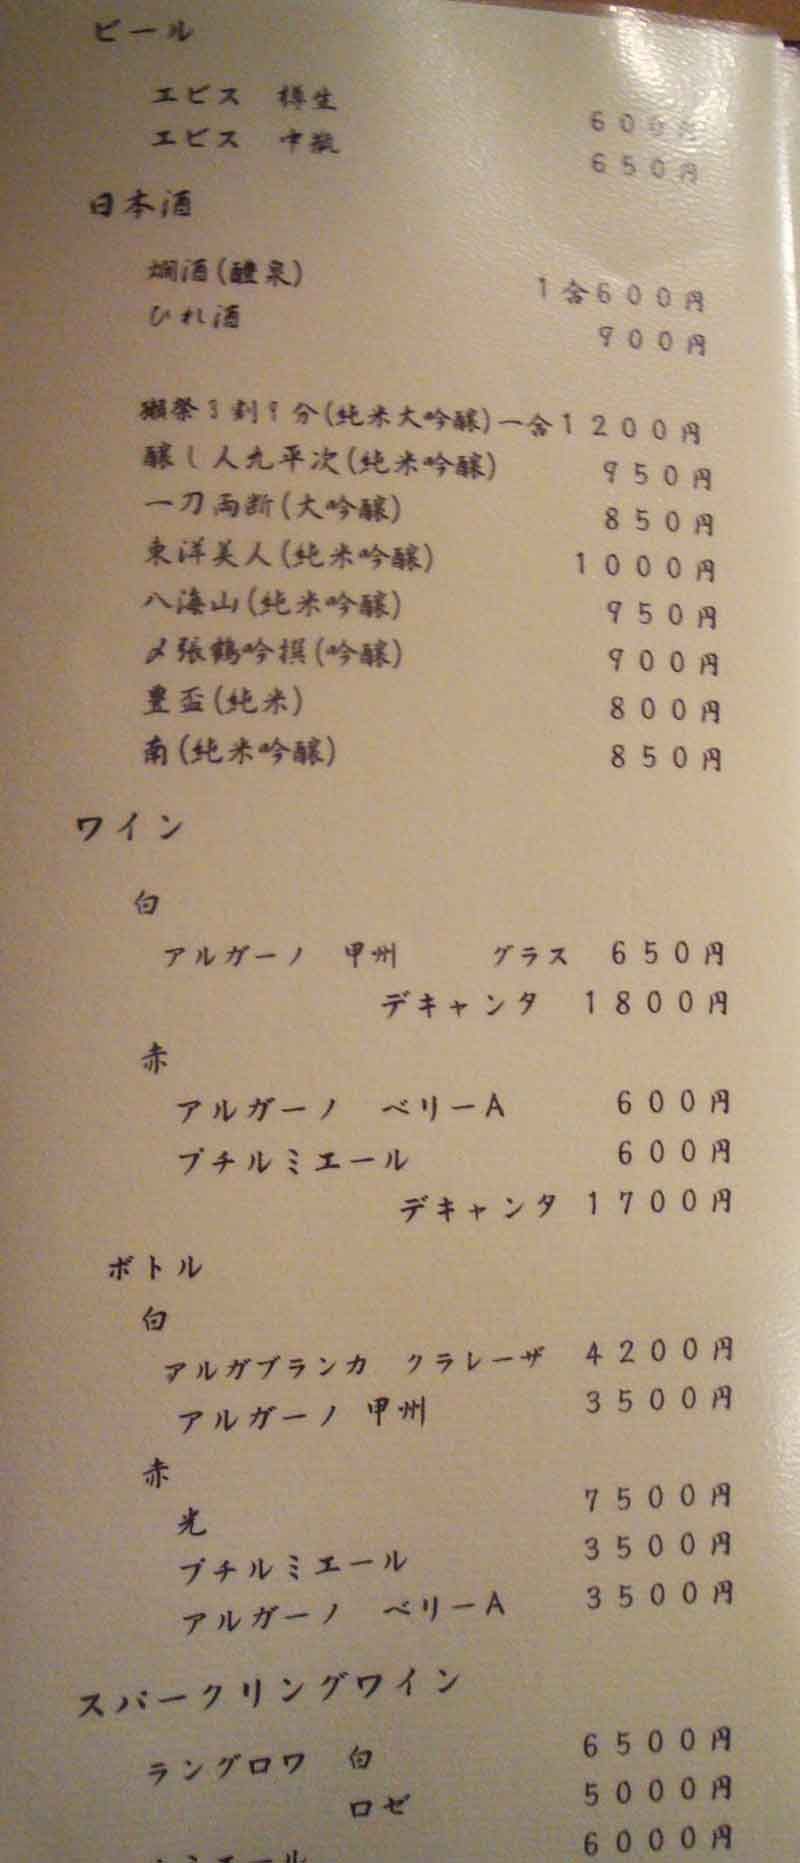 ビール
エビス 樽生 600円
エビス 中瓶 650円
日本酒
燗酒(醴泉) 1合600円
ひれ酒 900円
獺祭3割9分(純米大吟醸)一合1200円
醸し人九平次(純米吟醸) 950円
一刀両断(大吟醸) 850円
東洋美人(純米吟醸) 1000円
八海山(純米吟醸) 950円
〆張鶴吟撰(吟醸) 900円
豊盃(純米) 800円
南(純米吟醸) 850円
ワイン
白
アルガーノ 甲州 グラス 650円
デキャンタ 1800円
赤
アルガーノ ベリーA 600円
プチルミエール 600円
デキャンタ 1700円
ボトル
白
アルガブランカ クラレーザ 4200円
アルガーノ 甲州 3500円
赤
光 7500円
プチルミエール 3500円
アルガーノ ベリーA 3500円
スパークリングワイン
ラングロワ 白 6500円
ロゼ 5000円
6000円